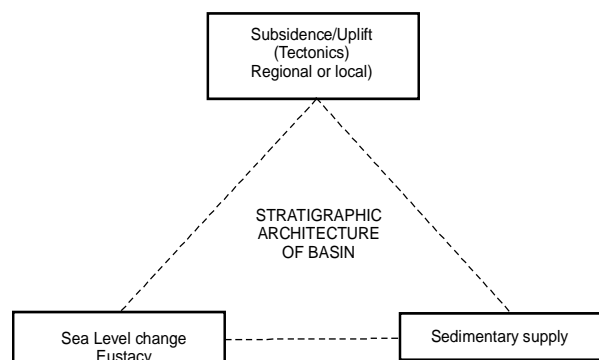 Subsidence/Uplift
(Tectonics)
Regional or local)
STRATIGRAPHIC
ARCHITECTURE
OF BASIN
Sea Level change
Eustacy
Sedimentary supply